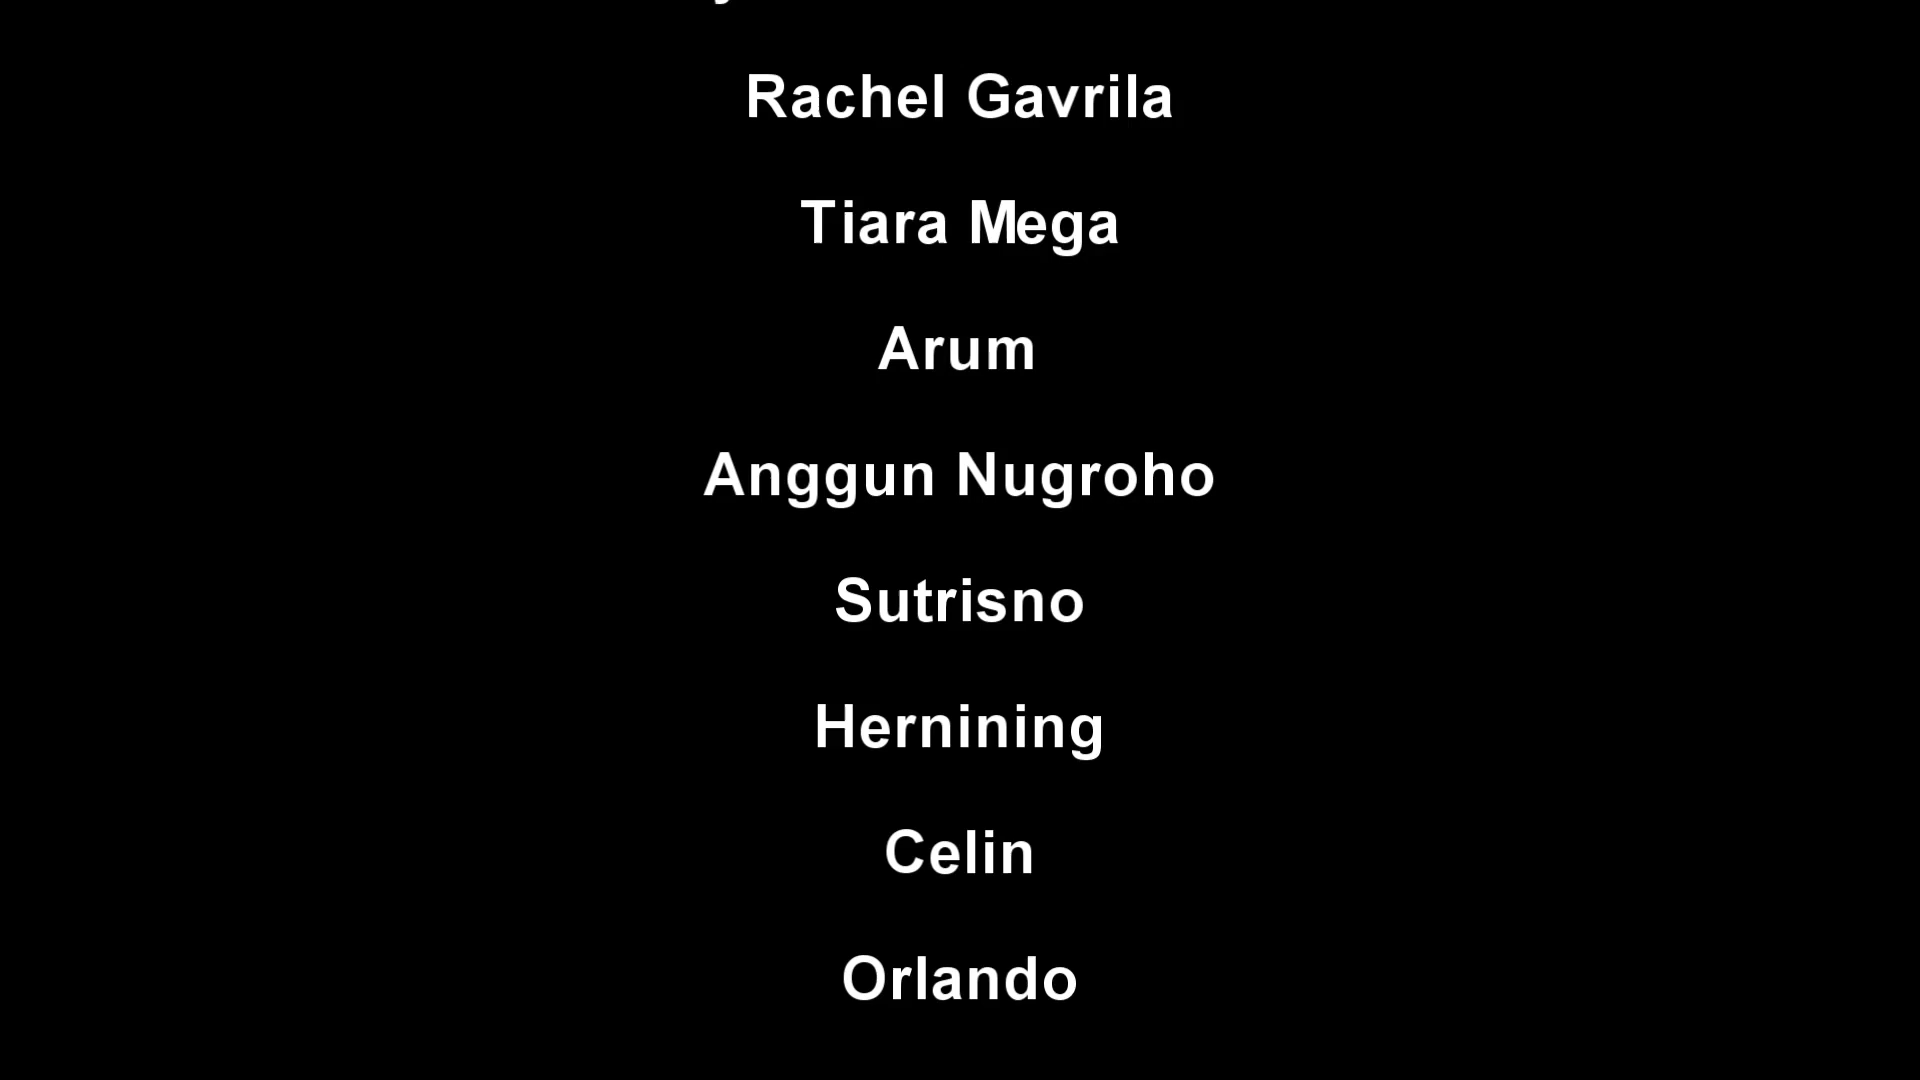 Rachel Gavrila
Tiara Mega
Arum
Anggun Nugroho
Sutrisno
Hernining
Celin
Orlando